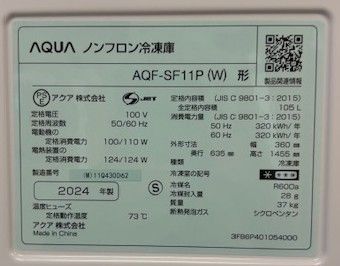 AQUA ノンフロン冷凍庫
AQF-SF11P (W) 形
製品関連情報
PSE アクア 株式会社 S-JET
定格電圧 100 V
定格周波数 50/60 Hz
電動機の
定格消費電力 100/110 W
電熱装置の
定格消費電力 124/124 W
製造番号 (M)11Q430D62
2024 年製
温度ヒューズ
定格動作温度 73℃
アクア 株式会社
Made in China
定格内容積 (JIS C 9801-3 : 2015)
全定格内容積 105 L
消費電力量 (JIS C 9801-3 : 2015)
50 Hz 320 kWh/年
60 Hz 320 kWh/年
外形寸法 幅 360 mm
奥行 635 mm 高さ 1455 mm
種類 冷凍庫
冷凍室の記号
S
冷媒名 R600a
冷媒封入量 28 g
質量 37 kg
断熱発泡ガス シクロペンタン
3IFB6P401054000